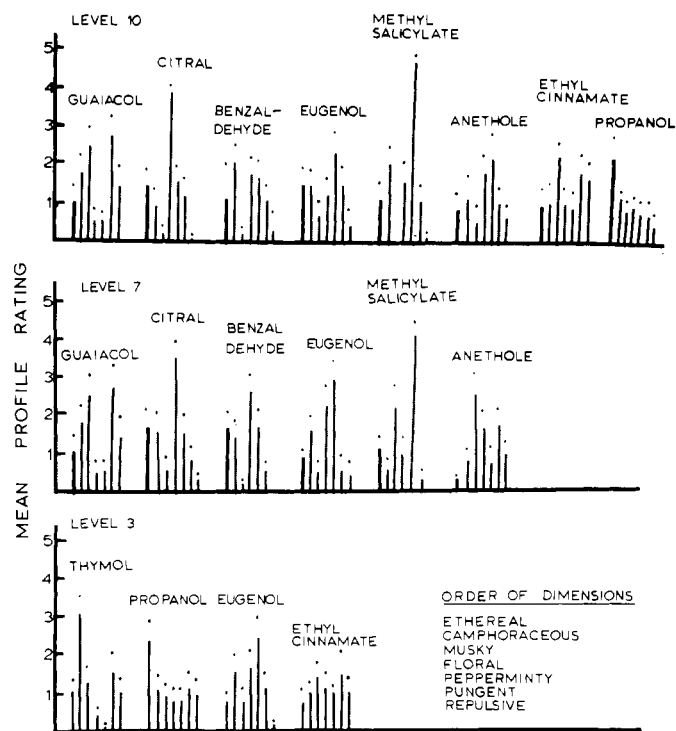 LEVEL 10
METHYL
SALICYLATE
CITRAL
GUAIACOL
BENZAL-
DEHYDE
EUGENOL
ANETHOLE
ETHYL
CINNAMATE
PROPANOL
5
4
3
2
1
LEVEL 7
METHYL
SALICYLATE
CITRAL
GUAIACOL
BENZAL
DEHYDE
EUGENOL
ANETHOLE
5
4
3
2
1
MEAN PROFILE RATING
LEVEL 3
THYMOL
PROPANOL
EUGENOL
ETHYL
CINNAMATE
5
4
3
2
1
ORDER OF DIMENSIONS
ETHEREAL
CAMPHORACEOUS
MUSKY
FLORAL
PEPPERMINTY
PUNGENT
REPULSIVE